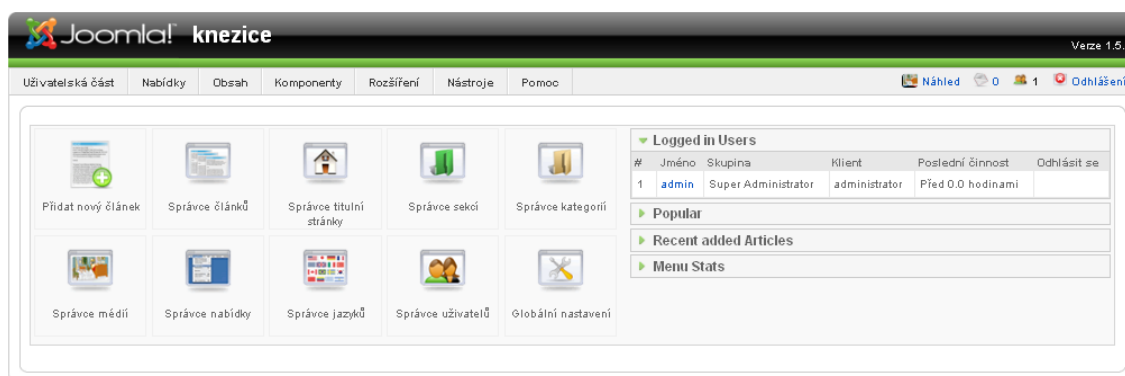 Joomla! knezice
Verze 1.5.
Uživatelská část Nabídky Obsah Komponenty Rozšíření Nástroje Pomoc Náhled 0 1 Odhlášení
Přidat nový článek Správce článků Správce titulní stránky Správce sekcí Správce kategorií
Správce médií Správce nabídky Správce jazyků Správce uživatelů Globální nastavení
Logged in Users
# Jméno Skupina Klient Poslední činnost Odhlásit se
1 admin Super Administrator administrator Před 0.0 hodinami
Popular
Recent added Articles
Menu Stats